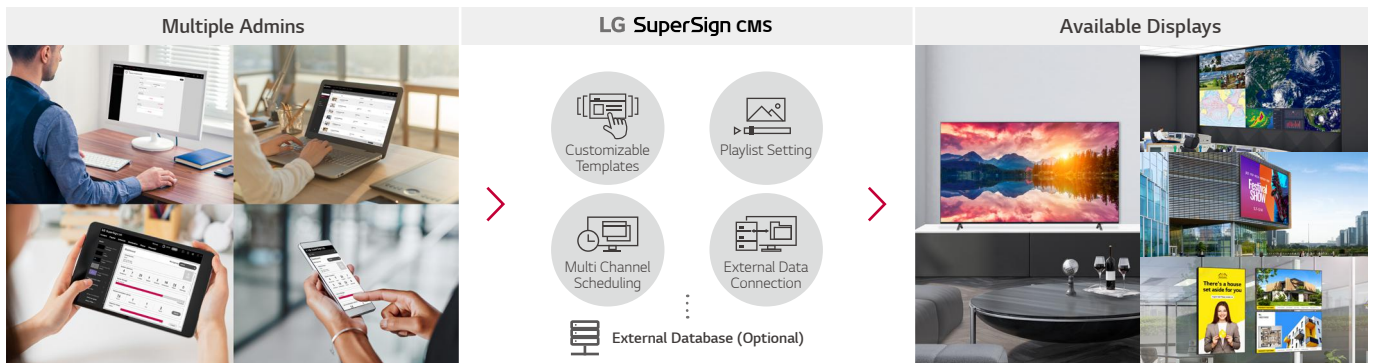 Multiple Admins
LG SuperSign CMS
Available Displays
Customizable
Templates
Playlist Setting
Multi Channel
Scheduling
External Data
Connection
External Database (Optional)
Festival
SHOW
There's a house
set aside for you